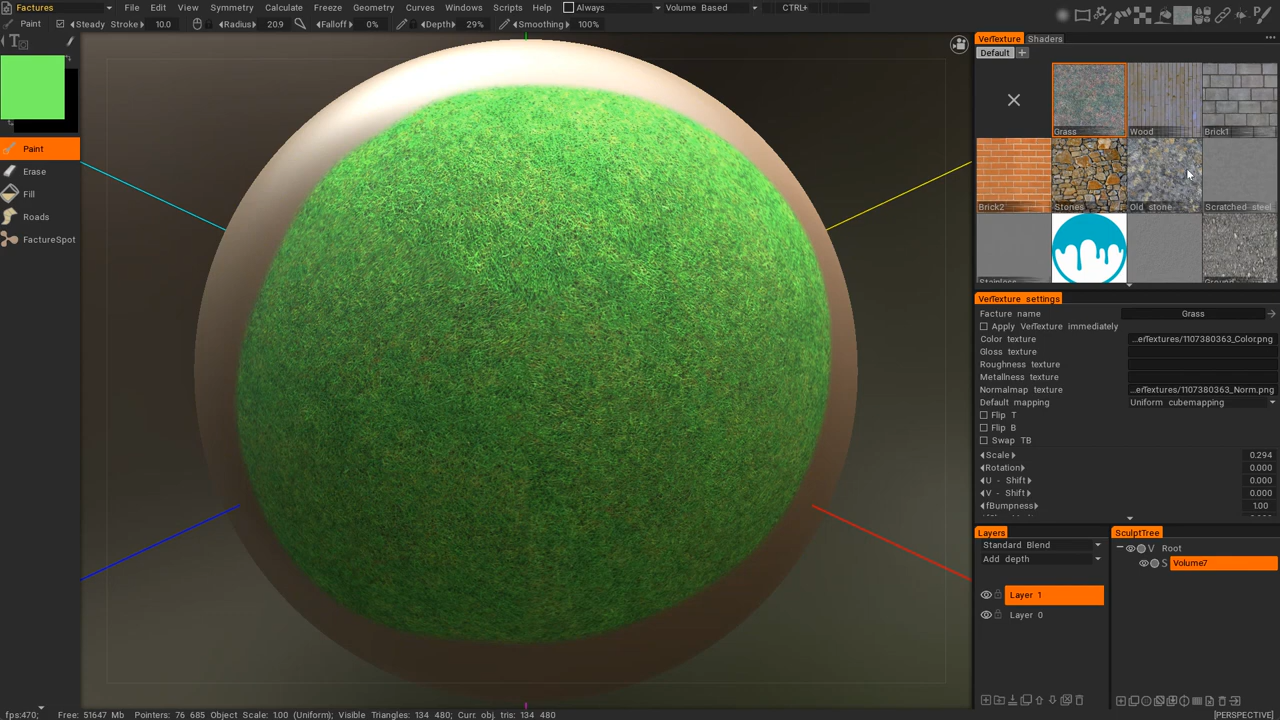 Factures File Edit View Symmetry Calculate Freeze Geometry Curves Windows Scripts Help Always Volume Based CTRL+
Paint Steady Stroke 10.0 Radius 20.9 Falloff 0% Depth 29% Smoothing 100%
VerTexture Shaders
Default +
Grass Wood Brick1
Brick2 Stones Old stone Scratched steel
Stainless Ground
Paint
Erase
Fill
Roads
FactureSpot
VerTexture settings
Facture name Grass
Apply VerTexture immediately
Color texture ...erTextures/1107380363_Color.png
Gloss texture
Roughness texture
Metallness texture
Normalmap texture ...erTextures/1107380363_Norm.png
Default mapping Uniform cubemapping
Flip T
Flip B
Swap TB
Scale 0.294
Rotation 0.000
U - Shift 0.000
V - Shift 0.000
fBumpness 1.00
Layers
Standard Blend
Add depth
Layer 1
Layer 0
SculptTree
V Root
S Volume7
fps:470; Free: 51647 Mb Pointers: 76 685 Object Scale: 1.00 (Uniform); Visible Triangles: 134 480; Curr. obj. tris: 134 480 [PERSPECTIVE]